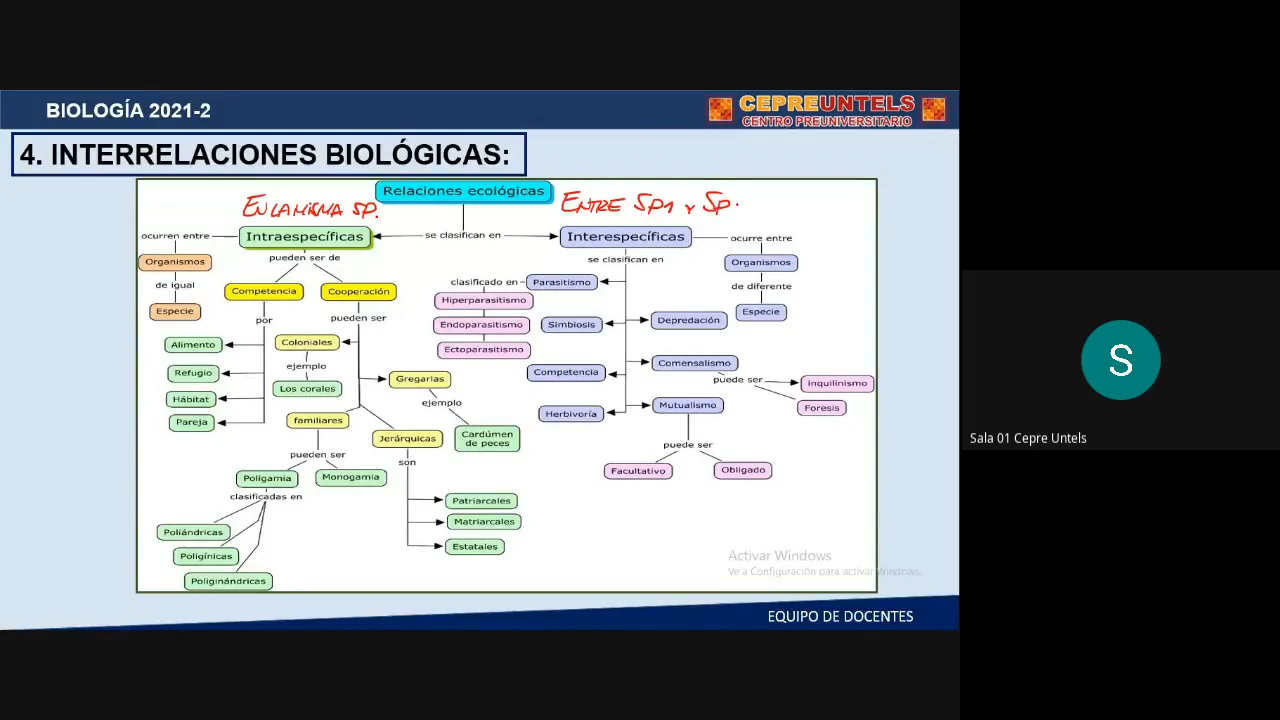 BIOLOGÍA 2021-2
CEPREUNTELS
CENTRO PREUNIVERSITARIO
4. INTERRELACIONES BIOLÓGICAS:
Relaciones ecológicas
EN LA MISMA SP.
ENTRE SP1 y SP.
ocurren entre
Intraespecíficas
se clasifican en
Interespecíficas
ocurre entre
pueden ser de
se clasifican en
Organismos
Organismos
de igual
de diferente
Especie
Especie
Competencia
Cooperación
por
pueden ser
Alimento
Refugio
Hábitat
Pareja
Coloniales
ejemplo
Los corales
Gregarias
ejemplo
Cardúmen
de peces
familiares
pueden ser
Poligamia
Monogamia
clasificadas en
Poliándricas
Poligínicas
Poliginándricas
Jerárquicas
son
Patriarcales
Matriarcales
Estatales
clasificado en
Parasitismo
Hiperparasitismo
Endoparasitismo
Ectoparasitismo
Simbiosis
Depredación
Competencia
Comensalismo
puede ser
inquilinismo
Foresis
Herbivoría
Mutualismo
puede ser
Facultativo
Obligado
Activar Windows
Ve a Configuración para activar Windows.
EQUIPO DE DOCENTES
S
Sala 01 Cepre Untels